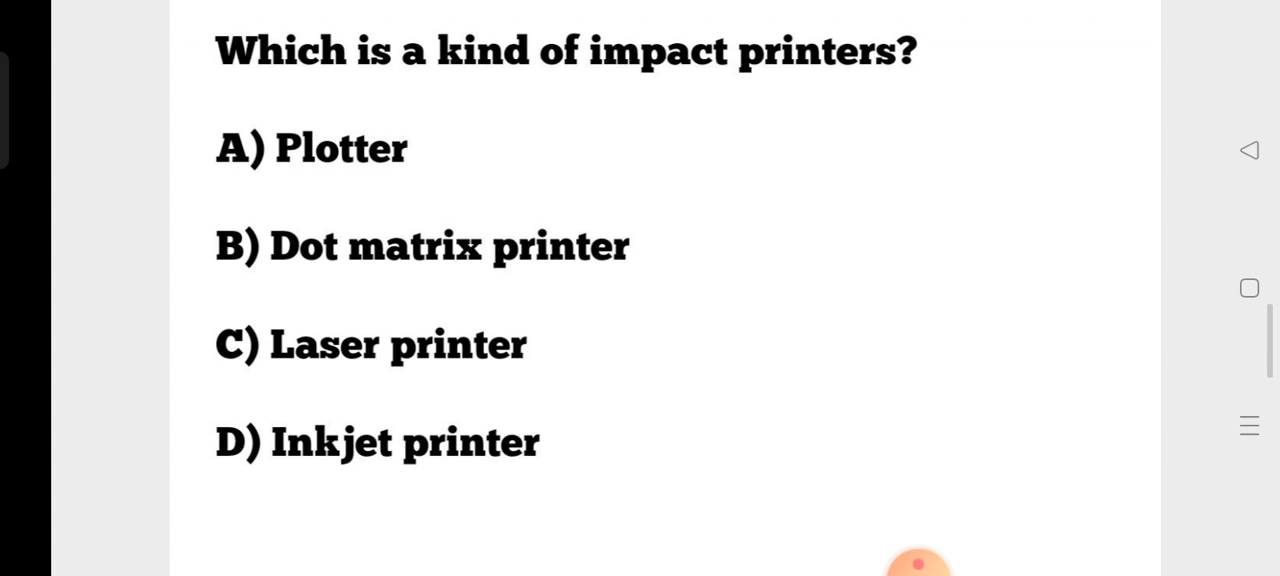 Which is a kind of impact printers?
A) Plotter
B) Dot matrix printer
C) Laser printer
D) Inkjet printer